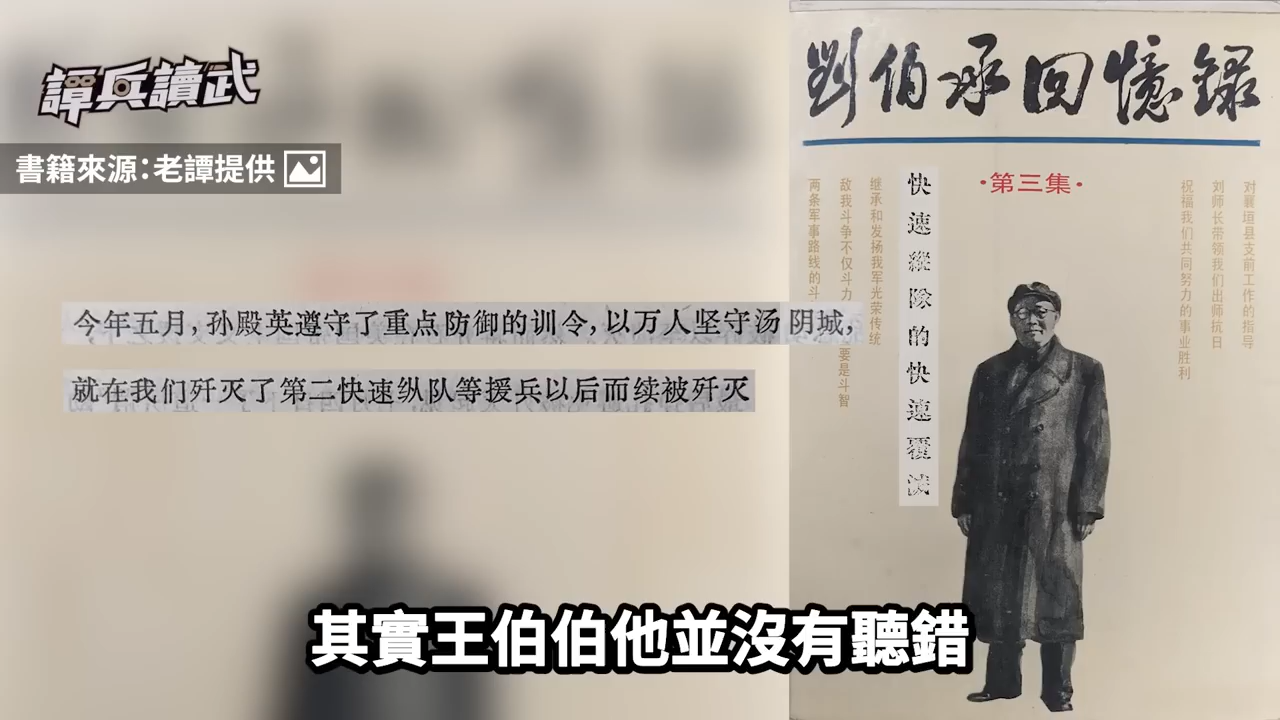 譚兵讀武
書籍來源：老譚提供
今年五月，孙殿英遵守了重点防御的训令，以万人坚守汤阴城，
就在我们歼灭了第二快速纵队等援兵以后而续被歼灭
劉伯承回憶錄
·第三集·
对襄垣县支前工作的指导
刘师长带领我们出师抗日
祝福我们共同努力的事业胜利
快速縱隊的快速覆滅
继承和发扬我军光荣传统
敌我斗争不仅斗力
要是斗智
两条军事路线的斗
其實王伯伯他並沒有聽錯